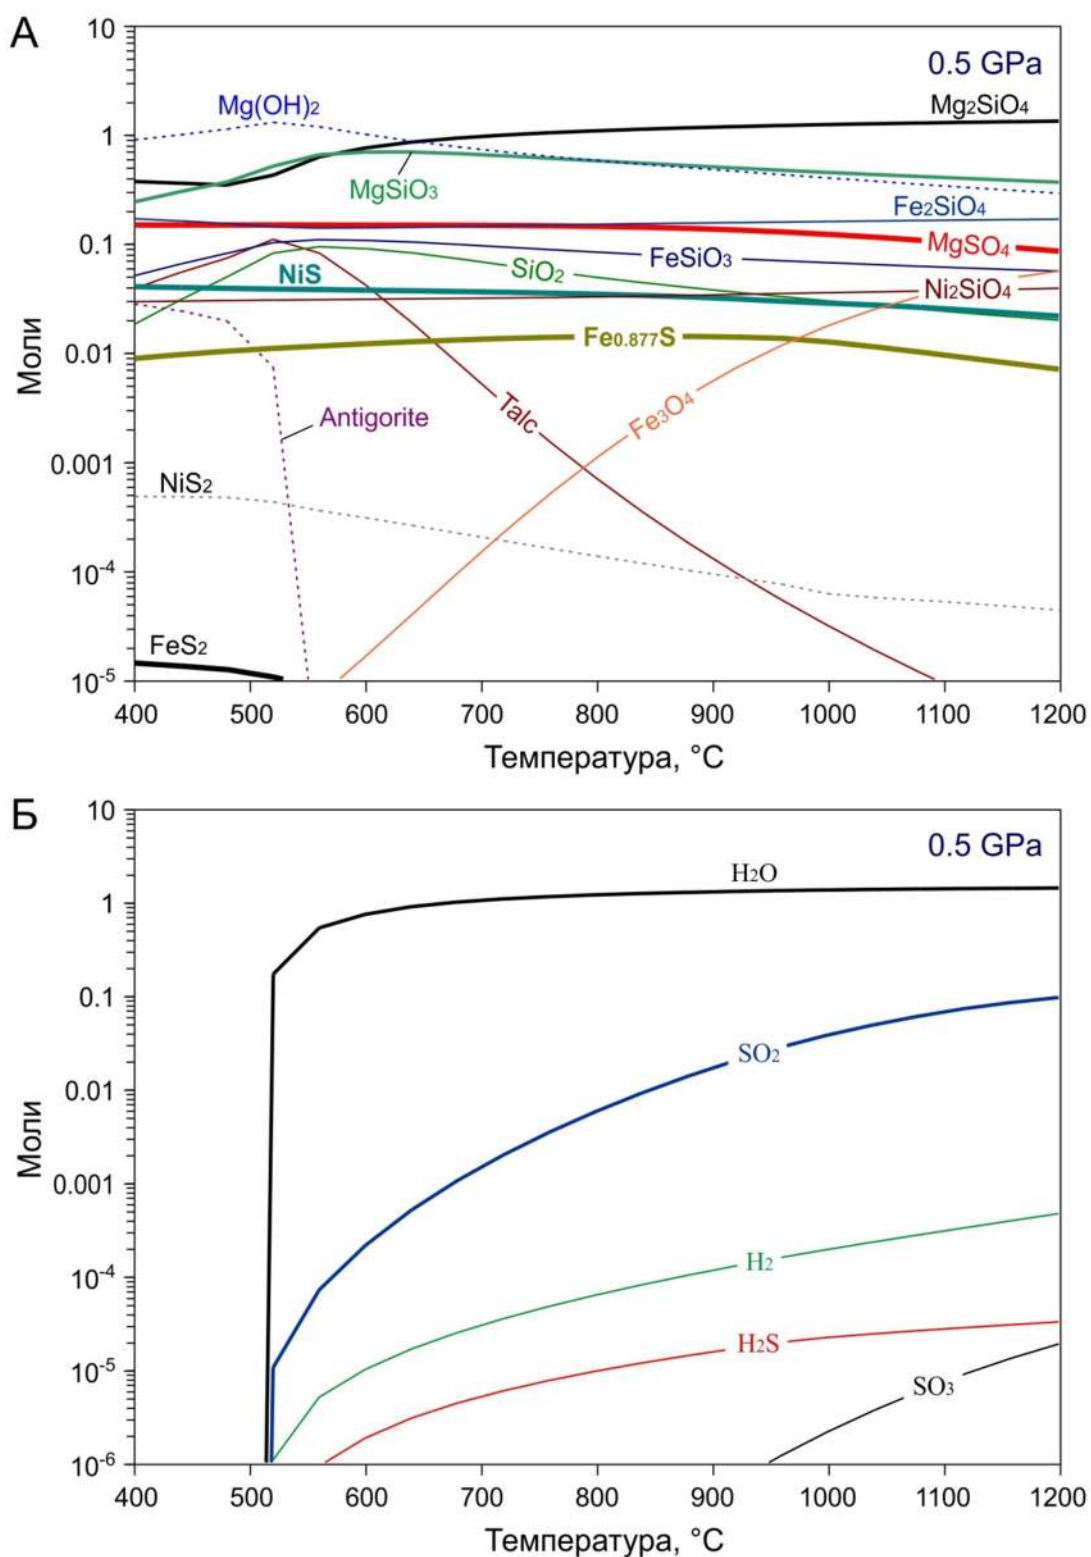 А
10
1
0.1
0.01
0.001
10-4
10-5
Моли
0.5 GPa
Mg2SiO4
Mg(OH)2
MgSiO3
Fe2SiO4
MgSO4
FeSiO3
SiO2
NiS
Ni2SiO4
Fe0.877S
Antigorite
Talc
Fe3O4
NiS2
FeS2
400 500 600 700 800 900 1000 1100 1200
Температура, °C
Б
10
1
0.1
0.01
0.001
10-4
10-5
10-6
Моли
0.5 GPa
H2O
SO2
H2
H2S
SO3
400 500 600 700 800 900 1000 1100 1200
Температура, °C